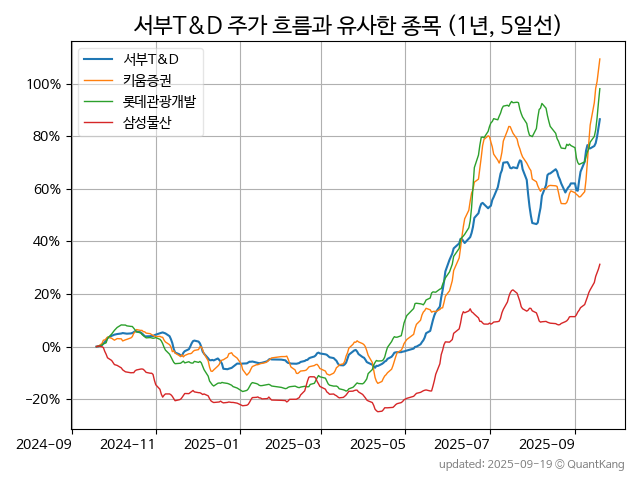 서부T&D 주가 흐름과 유사한 종목 (1년, 5일선)
서부T&D
키움증권
롯데관광개발
삼성물산
100%
80%
60%
40%
20%
0%
−20%
2024-09 2024-11 2025-01 2025-03 2025-05 2025-07 2025-09
updated: 2025-09-19 © QuantKang